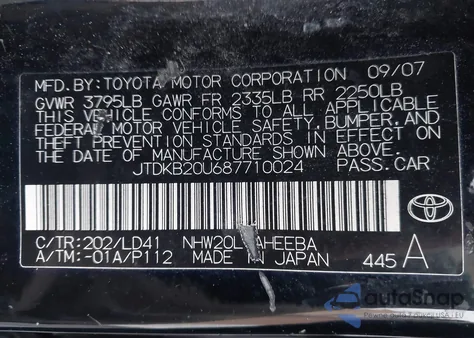 MFD.BY:TOYOTA MOTOR CORPORATION 09/07
GVWR 3795LB GAWR FR 2335LB RR 2250LB
THIS VEHICLE CONFORMS TO ALL APPLICABLE
FEDERAL MOTOR VEHICLE SAFETY, BUMPER, AND
THEFT PREVENTION STANDARDS IN EFFECT ON
THE DATE OF MANUFACTURE SHOWN ABOVE.
JTDKB20U687710024 PASS.CAR
C/TR:202/LD41 NHW20L AHEEBA
A/TM:-01A/P112 MADE IN JAPAN 445 A
TOYOTA
autoSnap